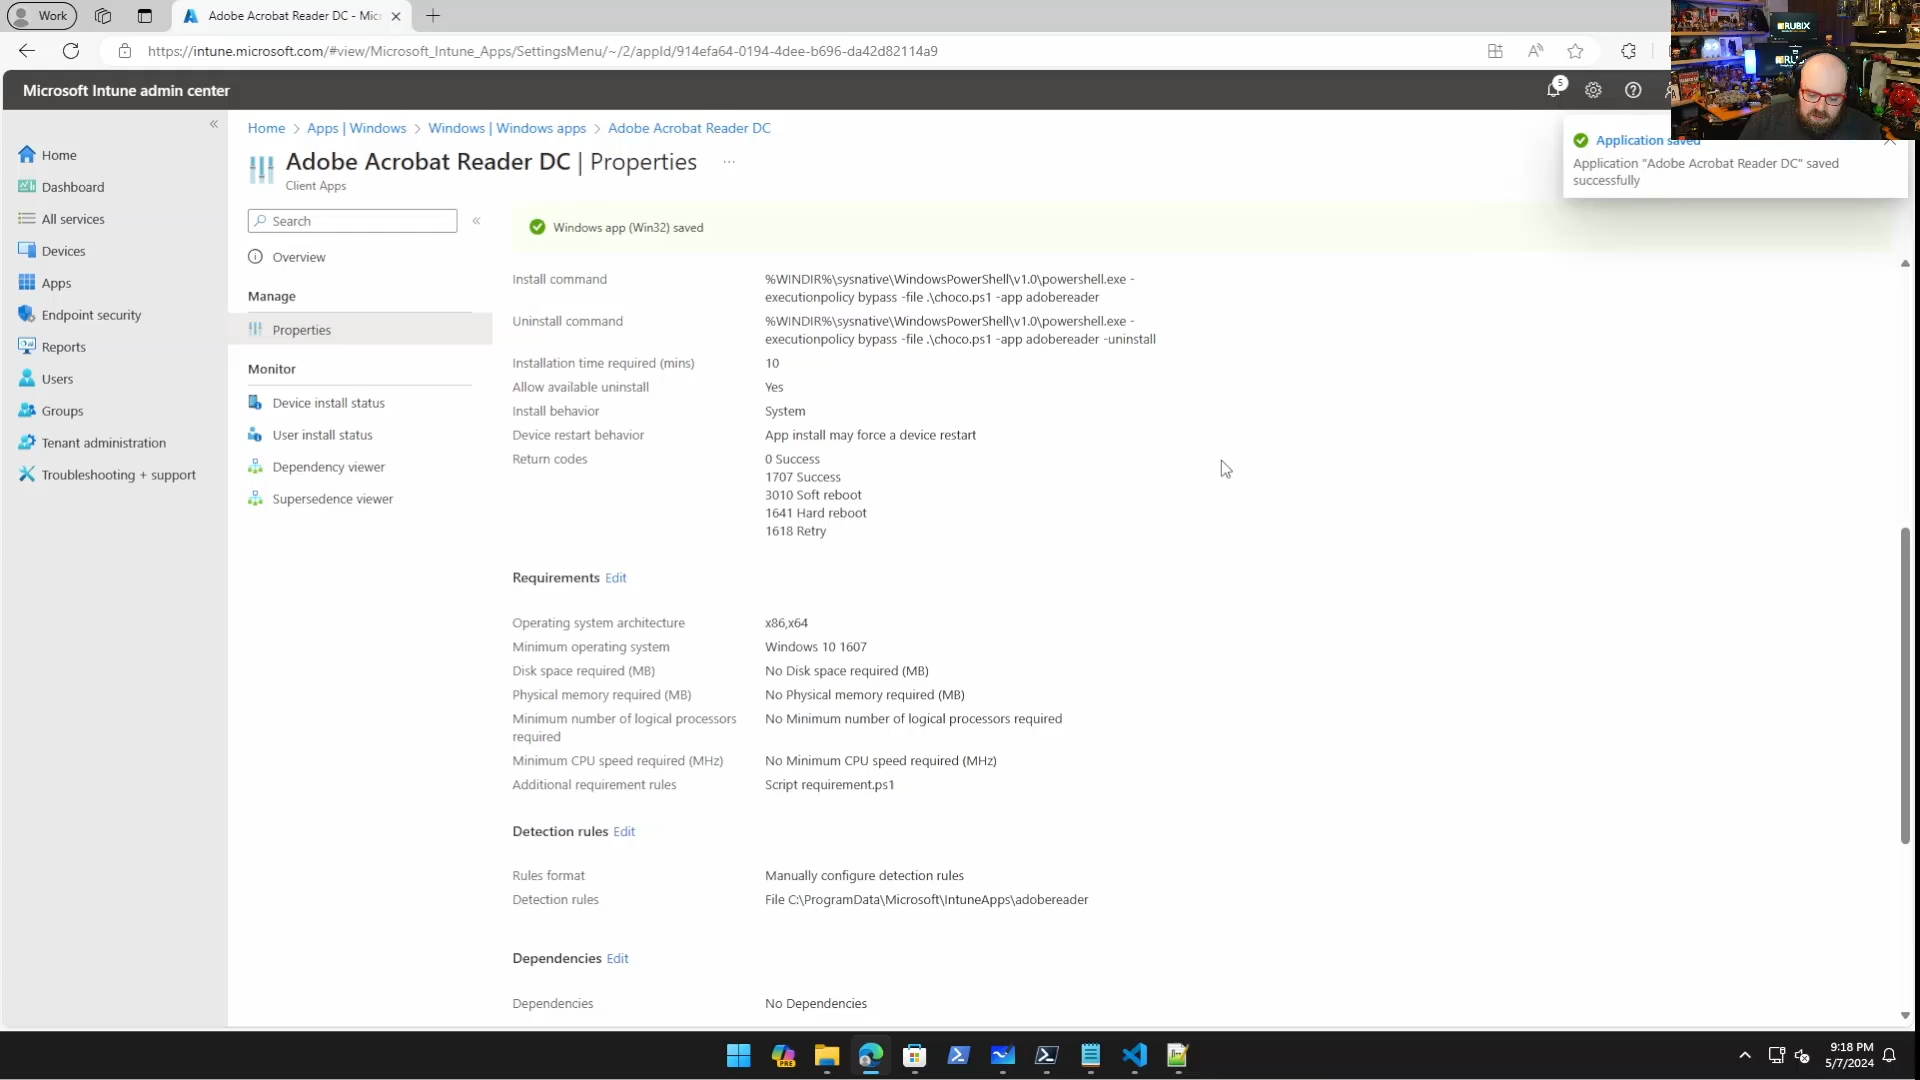 Work
Adobe Acrobat Reader DC - Mic
https://intune.microsoft.com/#view/Microsoft_Intune_Apps/SettingsMenu/~/2/appId/914efa64-0194-4dee-b696-da42d82114a9
RUBIX
Microsoft Intune admin center
5
Home > Apps | Windows > Windows | Windows apps > Adobe Acrobat Reader DC
Adobe Acrobat Reader DC | Properties ...
Client Apps
Application saved
Application "Adobe Acrobat Reader DC" saved
successfully
Home
Dashboard
All services
Devices
Apps
Endpoint security
Reports
Users
Groups
Tenant administration
Troubleshooting + support
Search
Overview
Manage
Properties
Monitor
Device install status
User install status
Dependency viewer
Supersedence viewer
Windows app (Win32) saved
Install command %WINDIR%\sysnative\WindowsPowerShell\v1.0\powershell.exe -
executionpolicy bypass -file .\choco.ps1 -app adobereader
Uninstall command %WINDIR%\sysnative\WindowsPowerShell\v1.0\powershell.exe -
executionpolicy bypass -file .\choco.ps1 -app adobereader -uninstall
Installation time required (mins) 10
Allow available uninstall Yes
Install behavior System
Device restart behavior App install may force a device restart
Return codes 0 Success
1707 Success
3010 Soft reboot
1641 Hard reboot
1618 Retry
Requirements Edit
Operating system architecture x86,x64
Minimum operating system Windows 10 1607
Disk space required (MB) No Disk space required (MB)
Physical memory required (MB) No Physical memory required (MB)
Minimum number of logical processors No Minimum number of logical processors required
required
Minimum CPU speed required (MHz) No Minimum CPU speed required (MHz)
Additional requirement rules Script requirement.ps1
Detection rules Edit
Rules format Manually configure detection rules
Detection rules File C:\ProgramData\Microsoft\IntuneApps\adobereader
Dependencies Edit
Dependencies No Dependencies
PRE
9:18 PM
5/7/2024